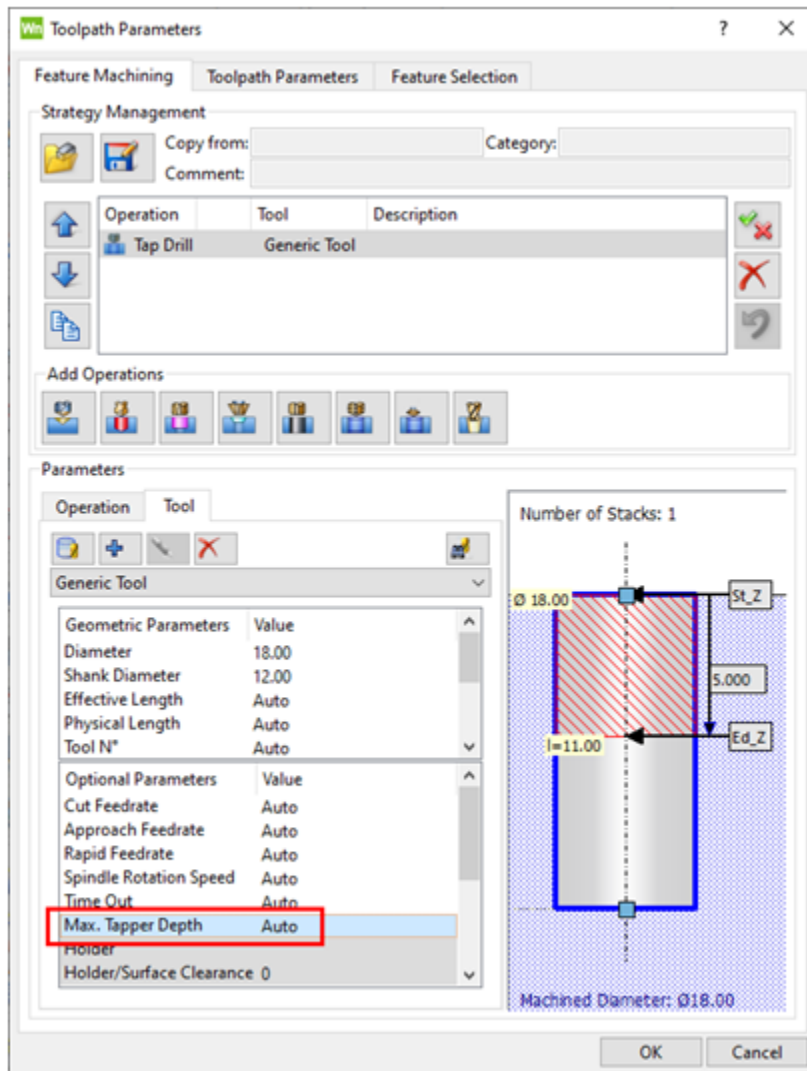 Wn Toolpath Parameters
Feature Machining Toolpath Parameters Feature Selection
Strategy Management
Copy from: Category:
Comment:
Operation Tool Description
Tap Drill Generic Tool
Add Operations
Parameters
Operation Tool
Generic Tool
Geometric Parameters Value
Diameter 18.00
Shank Diameter 12.00
Effective Length Auto
Physical Length Auto
Tool N° Auto
Optional Parameters Value
Cut Feedrate Auto
Approach Feedrate Auto
Rapid Feedrate Auto
Spindle Rotation Speed Auto
Time Out Auto
Max. Tapper Depth Auto
Holder
Holder/Surface Clearance 0
Number of Stacks: 1
Ø 18.00
St_Z
5.000
l=11.00
Ed_Z
Machined Diameter: Ø18.00
OK Cancel